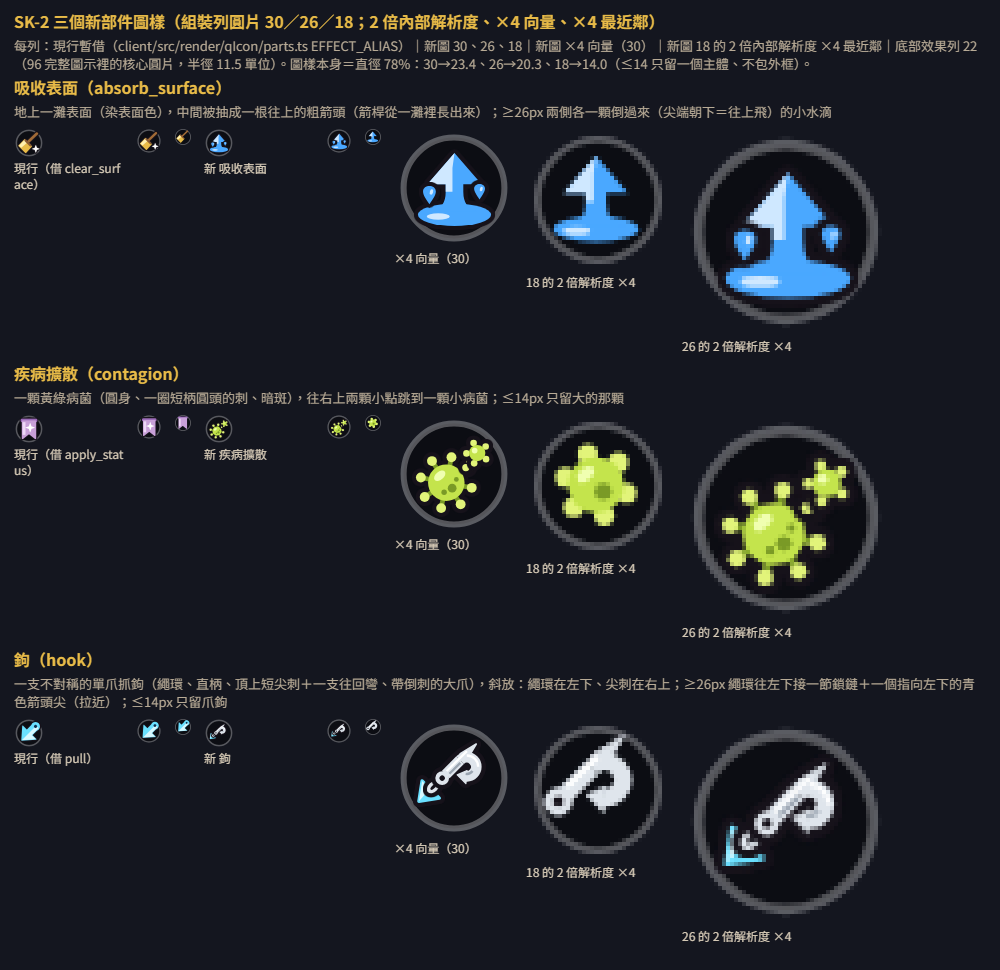 SK-2 三個新部件圖樣（組裝列圓片 30／26／18；2 倍內部解析度、×4 向量、×4 最近鄰）
每列：現行暫借（client/src/render/qIcon/parts.ts EFFECT_ALIAS）｜新圖 30、26、18｜新圖 ×4 向量（30）｜新圖 18 的 2 倍內部解析度 ×4 最近鄰｜底部效果列 22
（96 完整圖示裡的核心圓片，半徑 11.5 單位）。圖樣本身＝直徑 78%：30→23.4、26→20.3、18→14.0（≤14 只留一個主體、不包外框）。
吸收表面（absorb_surface）
地上一灘表面（染表面色），中間被抽成一根往上的粗箭頭（箭桿從一灘裡長出來）；≥26px 兩側各一顆倒過來（尖端朝下＝往上飛）的小水滴
現行（借 clear_surf
ace）
新 吸收表面
×4 向量（30）
18 的 2 倍解析度 ×4
26 的 2 倍解析度 ×4
疾病擴散（contagion）
一顆黃綠病菌（圓身、一圈短柄圓頭的刺、暗斑），往右上兩顆小點跳到一顆小病菌；≤14px 只留大的那顆
現行（借 apply_stat
us）
新 疾病擴散
×4 向量（30）
18 的 2 倍解析度 ×4
26 的 2 倍解析度 ×4
鉤（hook）
一支不對稱的單爪抓鉤（繩環、直柄、頂上短尖刺＋一支往回彎、帶倒刺的大爪），斜放：繩環在左下、尖刺在右上；≥26px 繩環往左下接一節鎖鏈＋一個指向左下的青
色箭頭尖（拉近）；≤14px 只留爪鉤
現行（借 pull）
新 鉤
×4 向量（30）
18 的 2 倍解析度 ×4
26 的 2 倍解析度 ×4